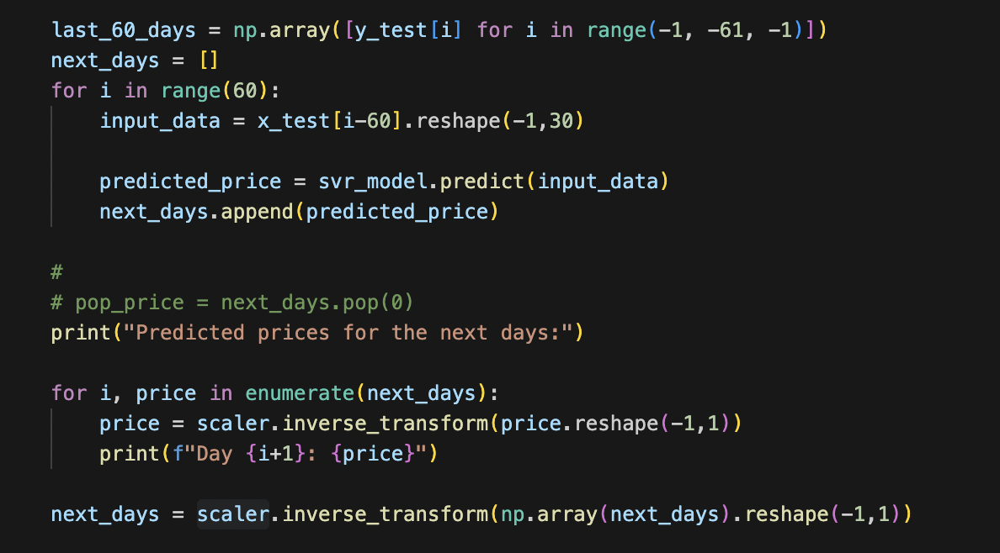 last_60_days = np.array([y_test[i] for i in range(-1, -61, -1)])
next_days = []
for i in range(60):
    input_data = x_test[i-60].reshape(-1,30)
    predicted_price = svr_model.predict(input_data)
    next_days.append(predicted_price)
#
# pop_price = next_days.pop(0)
print("Predicted prices for the next days:")
for i, price in enumerate(next_days):
    price = scaler.inverse_transform(price.reshape(-1,1))
    print(f"Day {i+1}: {price}")
next_days = scaler.inverse_transform(np.array(next_days).reshape(-1,1))